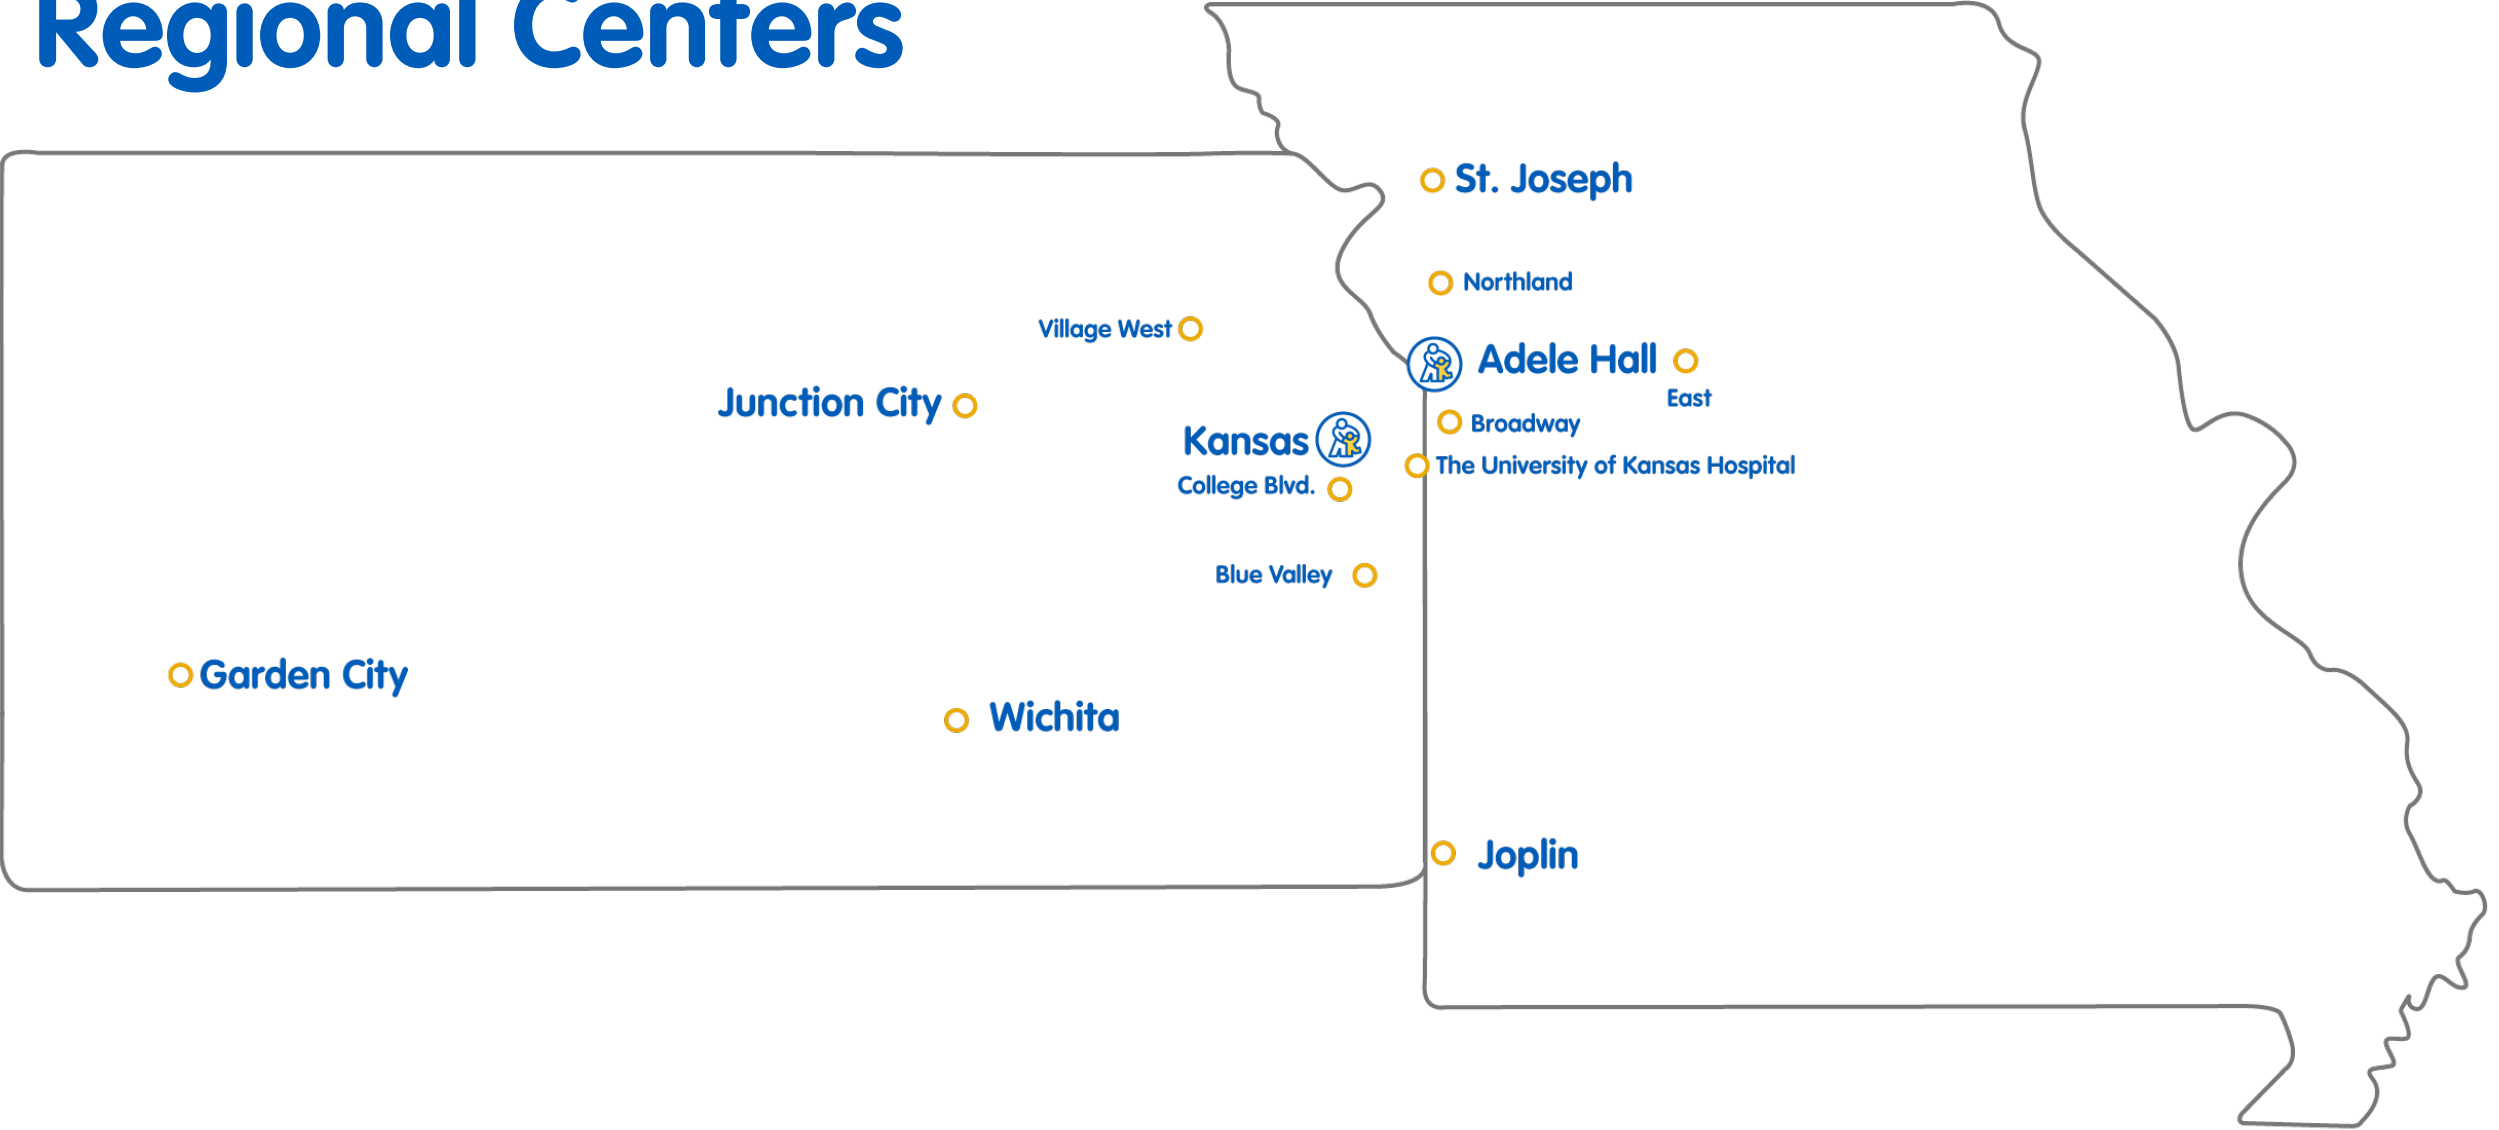 Regional Centers
St. Joseph
Northland
Village West
Adele Hall
East
Junction City
Broadway
Kansas
The University of Kansas Hospital
College Blvd.
Blue Valley
Garden City
Wichita
Joplin